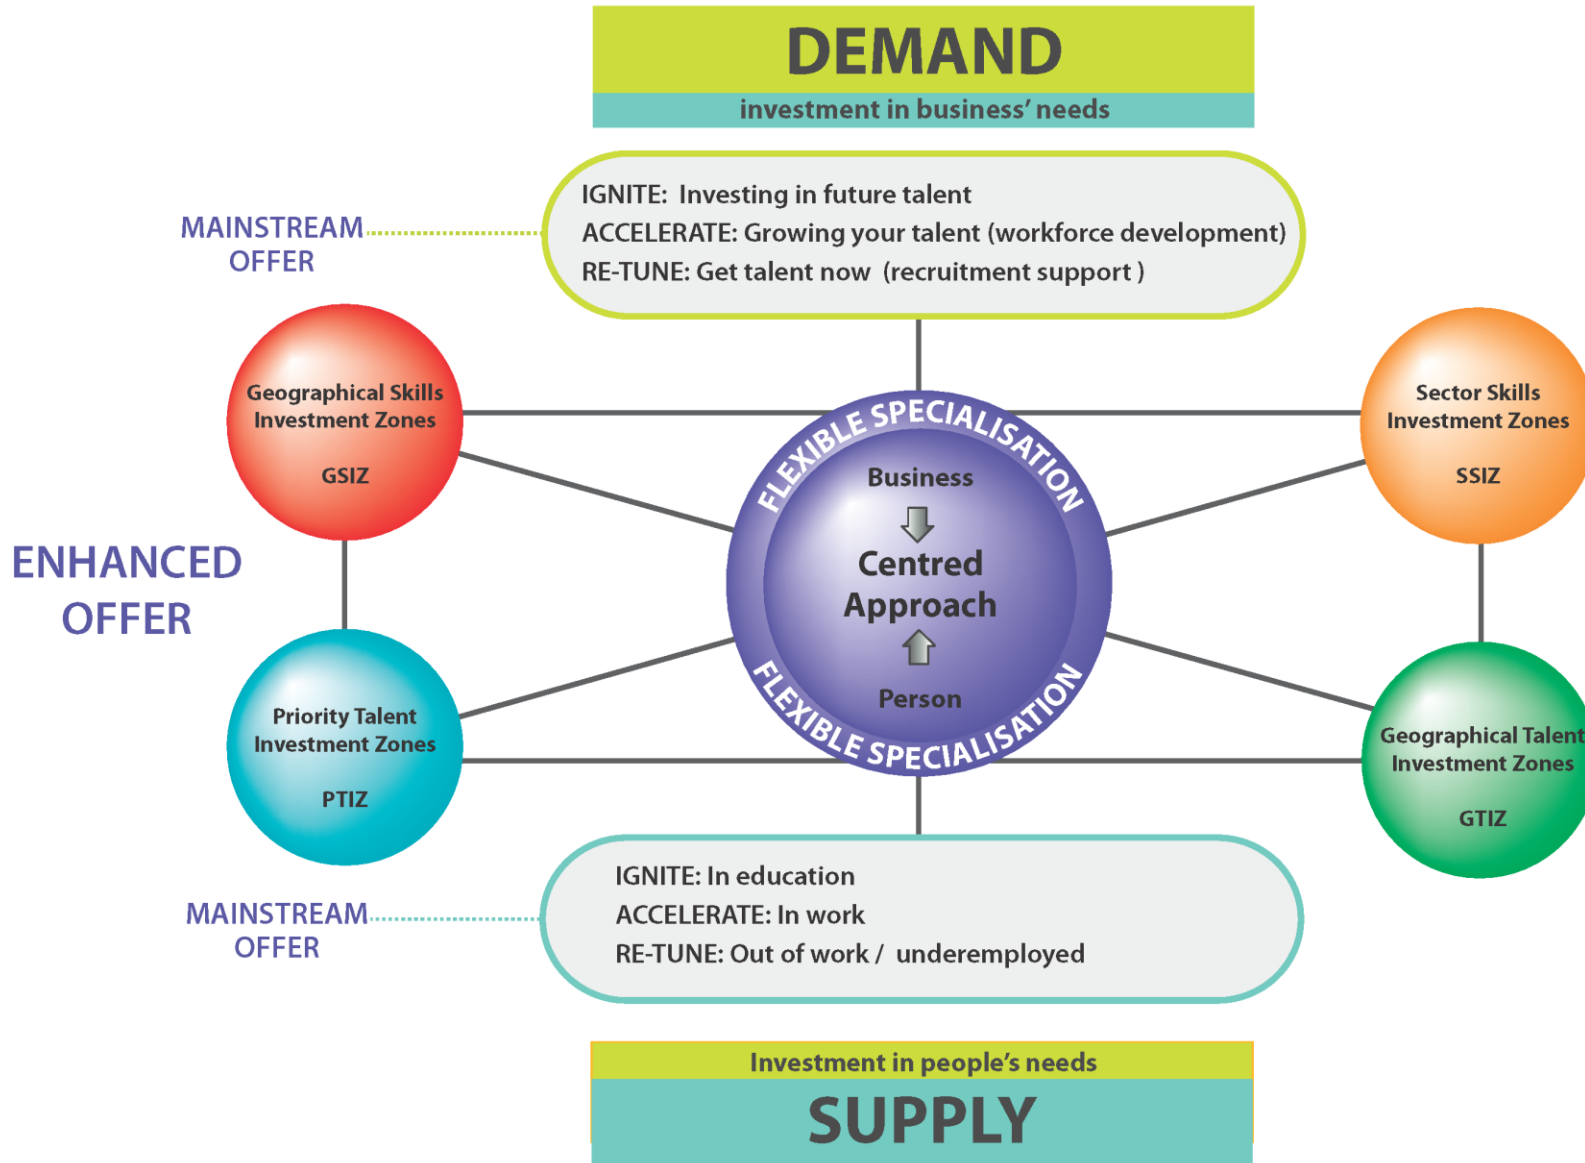 DEMAND
investment in business’ needs
IGNITE:  Investing in future talent
ACCELERATE: Growing your talent (workforce development)
RE-TUNE: Get talent now  (recruitment support )
MAINSTREAM
OFFER
Geographical Skills
Investment Zones
GSIZ
Sector Skills
Investment Zones
SSIZ
FLEXIBLE SPECIALISATION
Business
Centred
Approach
Person
FLEXIBLE SPECIALISATION
ENHANCED
OFFER
Priority Talent
Investment Zones
PTIZ
Geographical Talent
Investment Zones
GTIZ
MAINSTREAM
OFFER
IGNITE: In education
ACCELERATE: In work
RE-TUNE: Out of work /  underemployed
Investment in people’s needs
SUPPLY